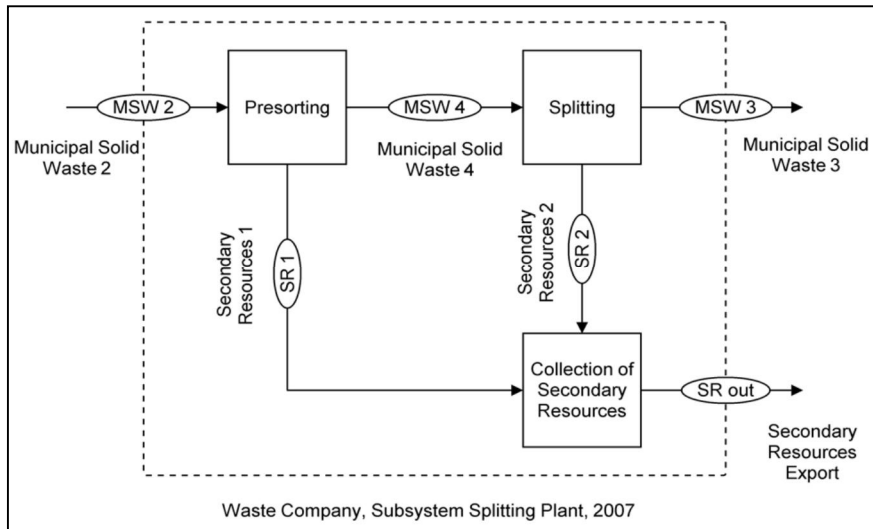 MSW 2
Presorting
MSW 4
Splitting
MSW 3
Municipal Solid
Waste 2
Municipal Solid
Waste 4
Municipal Solid
Waste 3
Secondary
Resources 1
SR 1
Secondary
Resources 2
SR 2
Collection of
Secondary
Resources
SR out
Secondary
Resources
Export
Waste Company, Subsystem Splitting Plant, 2007